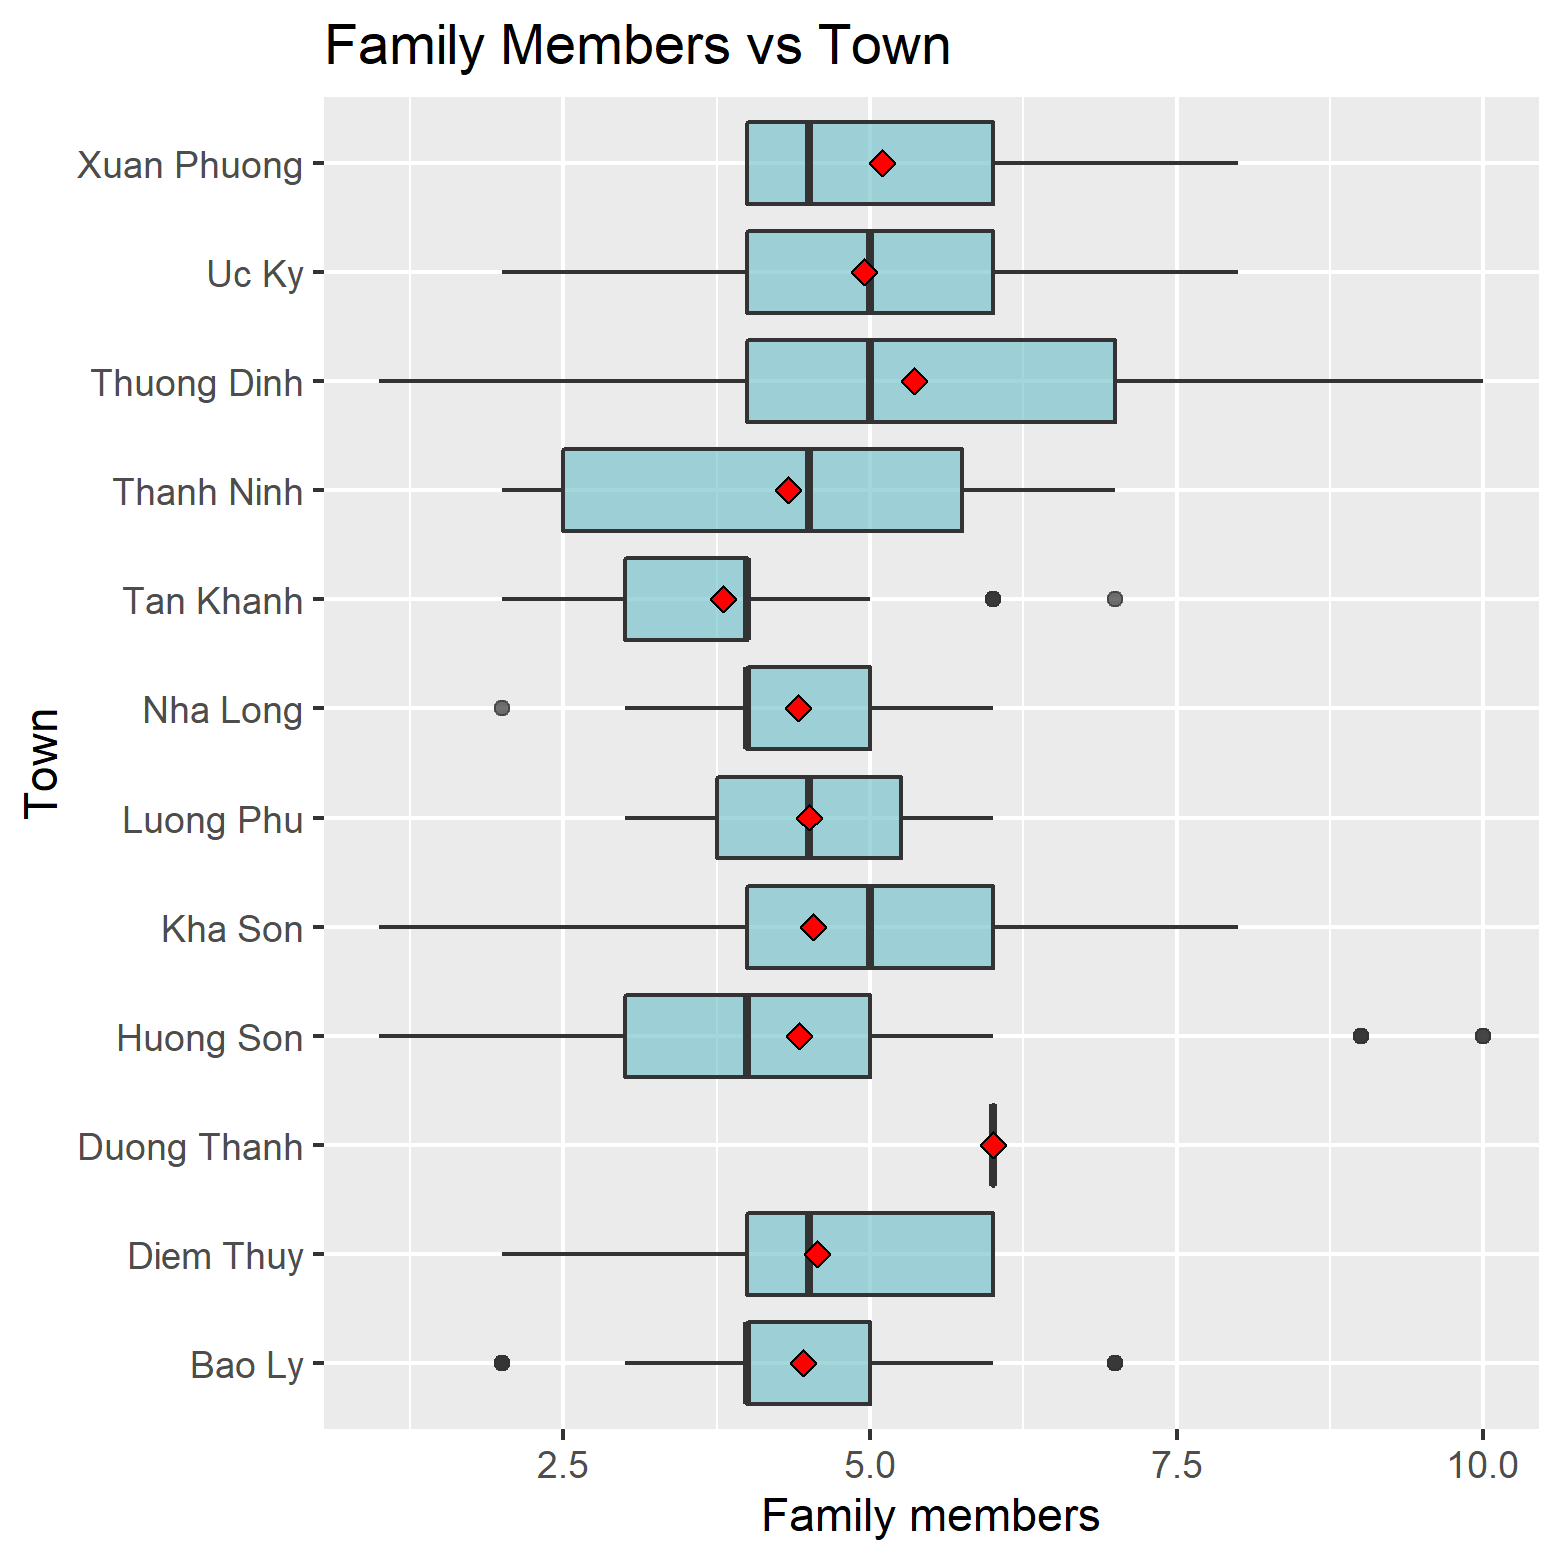 Family Members vs Town
Xuan Phuong
Uc Ky
Thuong Dinh
Thanh Ninh
Tan Khanh
Nha Long
Luong Phu
Kha Son
Huong Son
Duong Thanh
Diem Thuy
Bao Ly
Town
2.5 5.0 7.5 10.0
Family members